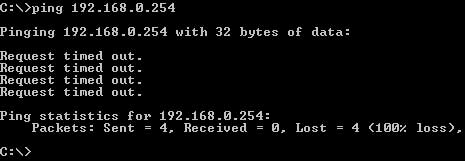 C:\>ping 192.168.0.254
Pinging 192.168.0.254 with 32 bytes of data:
Request timed out.
Request timed out.
Request timed out.
Request timed out.
Ping statistics for 192.168.0.254:
    Packets: Sent = 4, Received = 0, Lost = 4 (100% loss),
C:\>